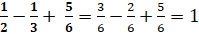 1/2 − 1/3 + 5/6 = 3/6 − 2/6 + 5/6 = 1